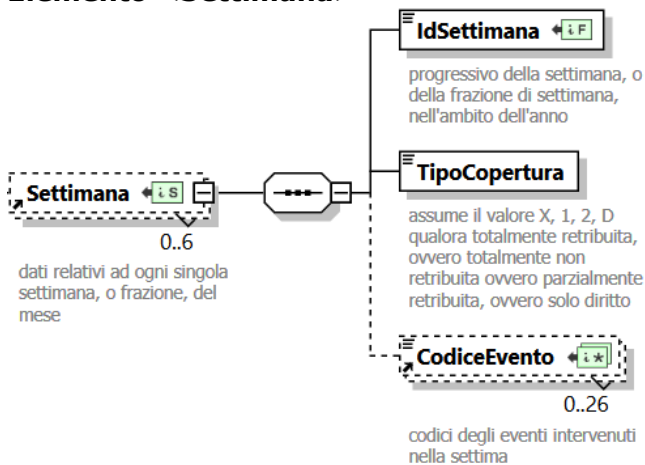 Elemento <Settimana>
IdSettimana
i F
progressivo della settimana, o
della frazione di settimana,
nell'ambito dell'anno
Settimana
i S
0..6
dati relativi ad ogni singola
settimana, o frazione, del
mese
TipoCopertura
assume il valore X, 1, 2, D
qualora totalmente retribuita,
ovvero totalmente non
retribuita ovvero parzialmente
retribuita, ovvero solo diritto
CodiceEvento
i *
0..26
codici degli eventi intervenuti
nella settima